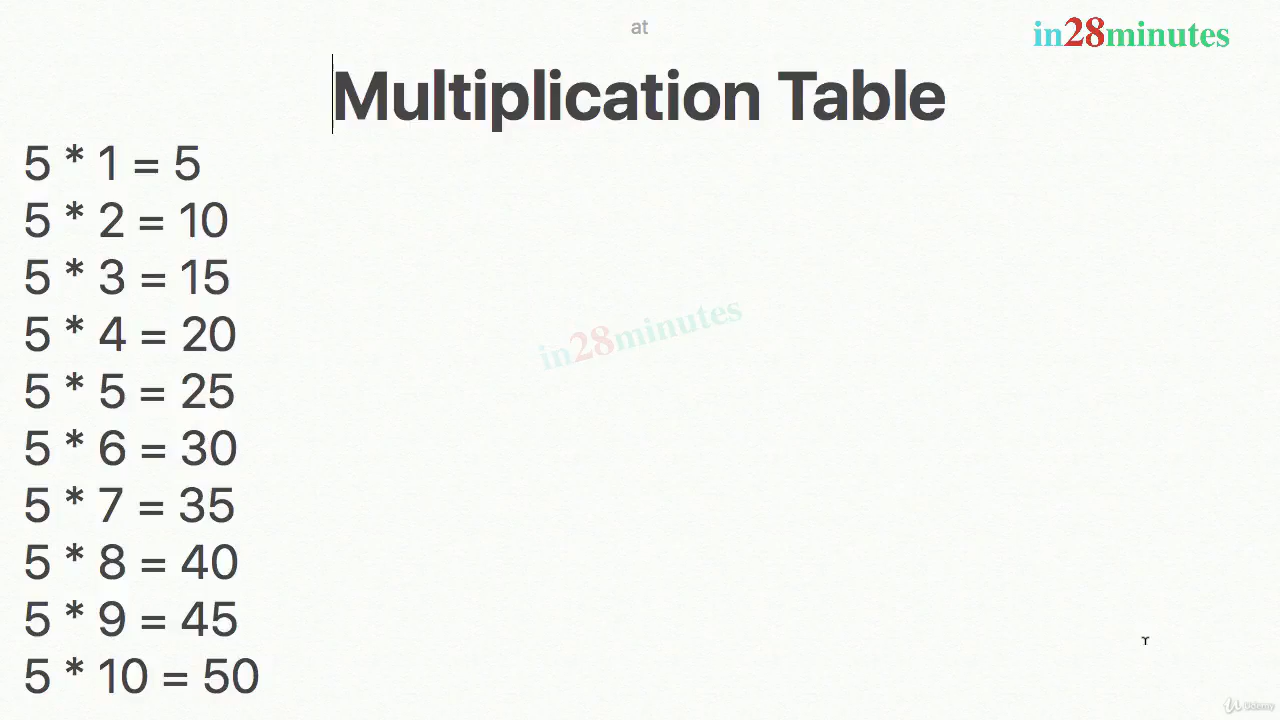 at
in28minutes
Multiplication Table
5 * 1 = 5
5 * 2 = 10
5 * 3 = 15
5 * 4 = 20
in28minutes
5 * 5 = 25
5 * 6 = 30
5 * 7 = 35
5 * 8 = 40
5 * 9 = 45
5 * 10 = 50
Udemy